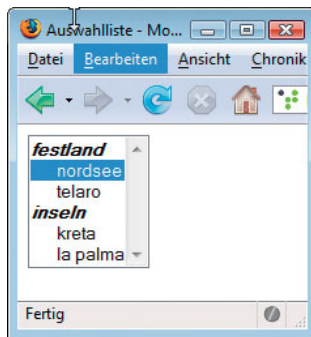 Auswahlliste - Mo...
Datei Bearbeiten Ansicht Chronik
festland
nordsee
telaro
inseln
kreta
la palma
Fertig